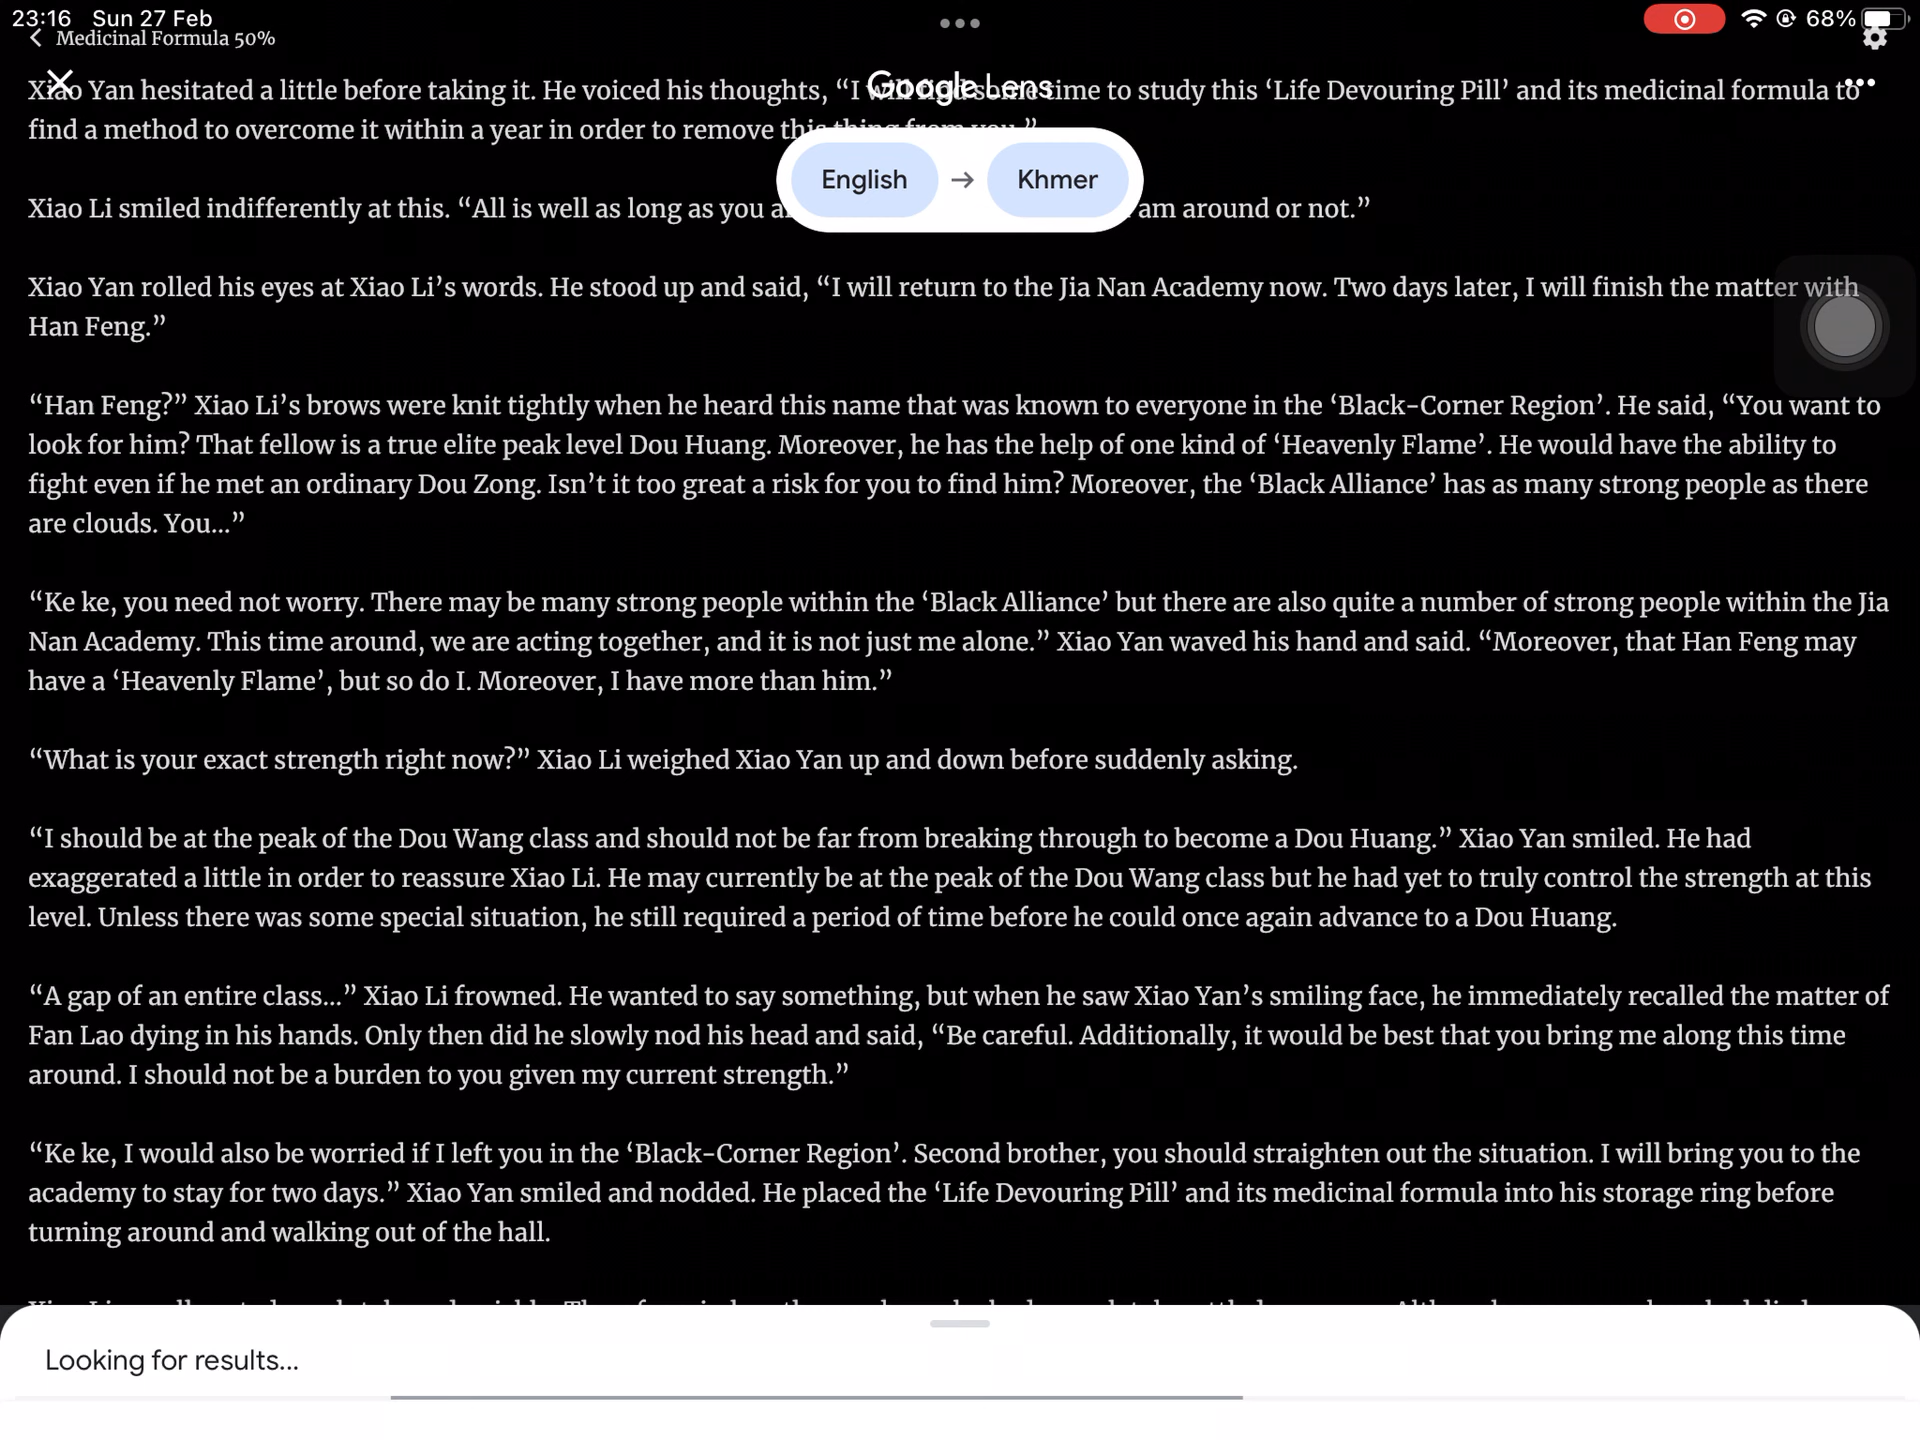 23:16 Sun 27 Feb
68%
Medicinal Formula 50%
Google Lens
Xiao Yan hesitated a little before taking it. He voiced his thoughts, “I will find some time to study this ‘Life Devouring Pill’ and its medicinal formula to
find a method to overcome it within a year in order to remove this thing from you.”
English → Khmer
Xiao Li smiled indifferently at this. “All is well as long as you am around or not.”
Xiao Yan rolled his eyes at Xiao Li’s words. He stood up and said, “I will return to the Jia Nan Academy now. Two days later, I will finish the matter with
Han Feng.”
“Han Feng?” Xiao Li’s brows were knit tightly when he heard this name that was known to everyone in the ‘Black-Corner Region’. He said, “You want to
look for him? That fellow is a true elite peak level Dou Huang. Moreover, he has the help of one kind of ‘Heavenly Flame’. He would have the ability to
fight even if he met an ordinary Dou Zong. Isn’t it too great a risk for you to find him? Moreover, the ‘Black Alliance’ has as many strong people as there
are clouds. You...”
“Ke ke, you need not worry. There may be many strong people within the ‘Black Alliance’ but there are also quite a number of strong people within the Jia
Nan Academy. This time around, we are acting together, and it is not just me alone.” Xiao Yan waved his hand and said. “Moreover, that Han Feng may
have a ‘Heavenly Flame’, but so do I. Moreover, I have more than him.”
“What is your exact strength right now?” Xiao Li weighed Xiao Yan up and down before suddenly asking.
“I should be at the peak of the Dou Wang class and should not be far from breaking through to become a Dou Huang.” Xiao Yan smiled. He had
exaggerated a little in order to reassure Xiao Li. He may currently be at the peak of the Dou Wang class but he had yet to truly control the strength at this
level. Unless there was some special situation, he still required a period of time before he could once again advance to a Dou Huang.
“A gap of an entire class...” Xiao Li frowned. He wanted to say something, but when he saw Xiao Yan’s smiling face, he immediately recalled the matter of
Fan Lao dying in his hands. Only then did he slowly nod his head and said, “Be careful. Additionally, it would be best that you bring me along this time
around. I should not be a burden to you given my current strength.”
“Ke ke, I would also be worried if I left you in the ‘Black-Corner Region’. Second brother, you should straighten out the situation. I will bring you to the
academy to stay for two days.” Xiao Yan smiled and nodded. He placed the ‘Life Devouring Pill’ and its medicinal formula into his storage ring before
turning around and walking out of the hall.
Looking for results...